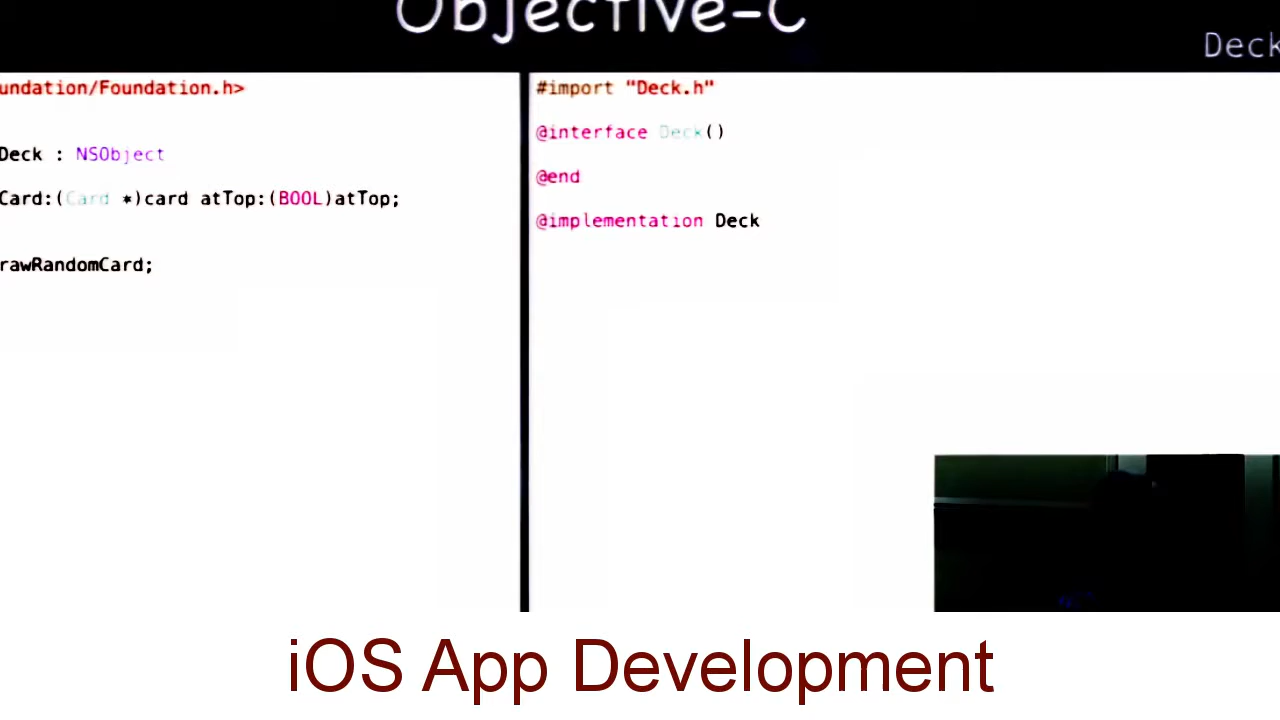 Objective-C
Deck
undation/Foundation.h>
Deck : NSObject
Card:(Card *)card atTop:(BOOL)atTop;
rawRandomCard;
#import "Deck.h"
@interface Deck()
@end
@implementation Deck
iOS App Development